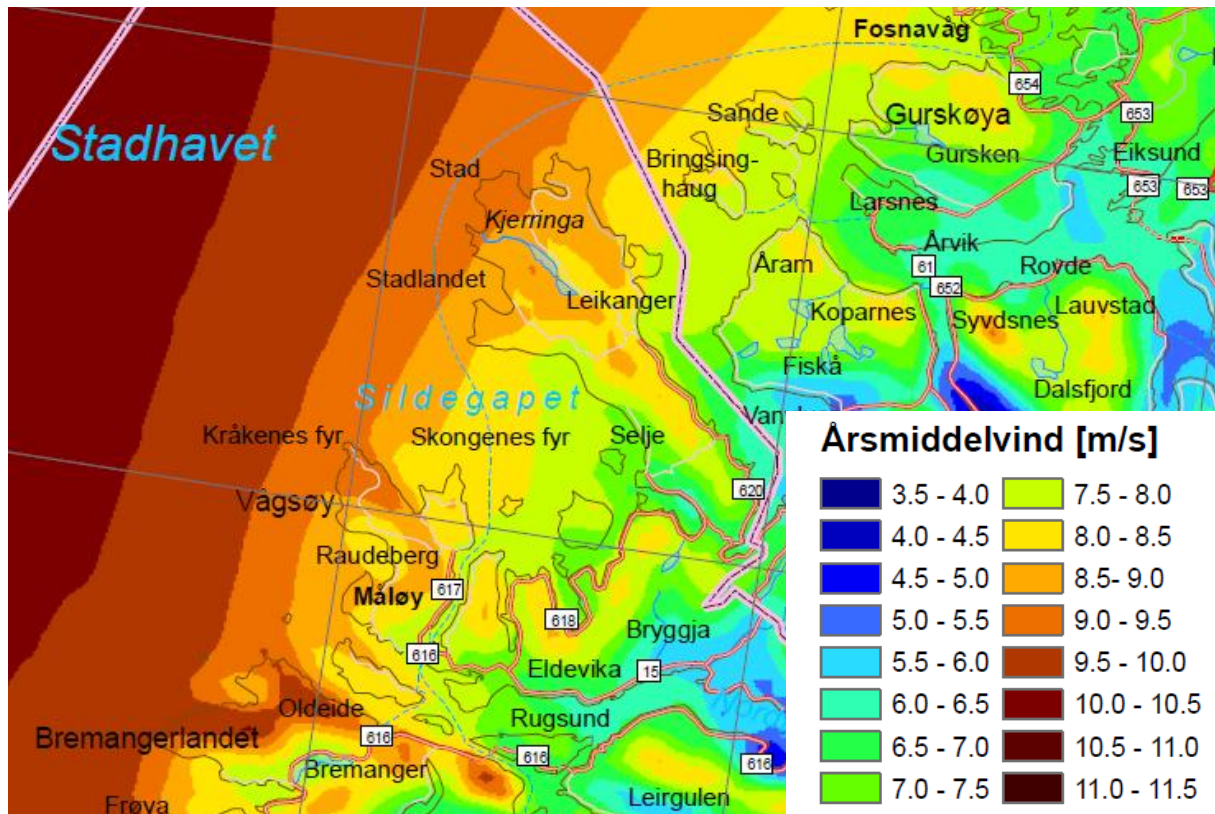 Fosnavåg
654
Sande
Gurskøya
653
Stadhavet
Gursken
Eiksund
Stad
Bringsing-
haug
653
653
Larsnes
Kjerringa
Årvik
Åram
61
Rovde
Stadlandet
652
Leikanger
Koparnes
Syvdsnes
Lauvstad
Fiskå
Sildegapet
Dalsfjord
Kråkenes fyr
Skongenes fyr
Selje
620
Vågsøy
Raudeberg
617
Måløy
618
Bryggja
616
Eldevika
15
Oldeide
Rugsund
Bremangerlandet
616
616
616
Bremanger
Leirgulen
Frøya
Årsmiddelvind [m/s]
3.5 - 4.0
4.0 - 4.5
4.5 - 5.0
5.0 - 5.5
5.5 - 6.0
6.0 - 6.5
6.5 - 7.0
7.0 - 7.5
7.5 - 8.0
8.0 - 8.5
8.5- 9.0
9.0 - 9.5
9.5 - 10.0
10.0 - 10.5
10.5 - 11.0
11.0 - 11.5